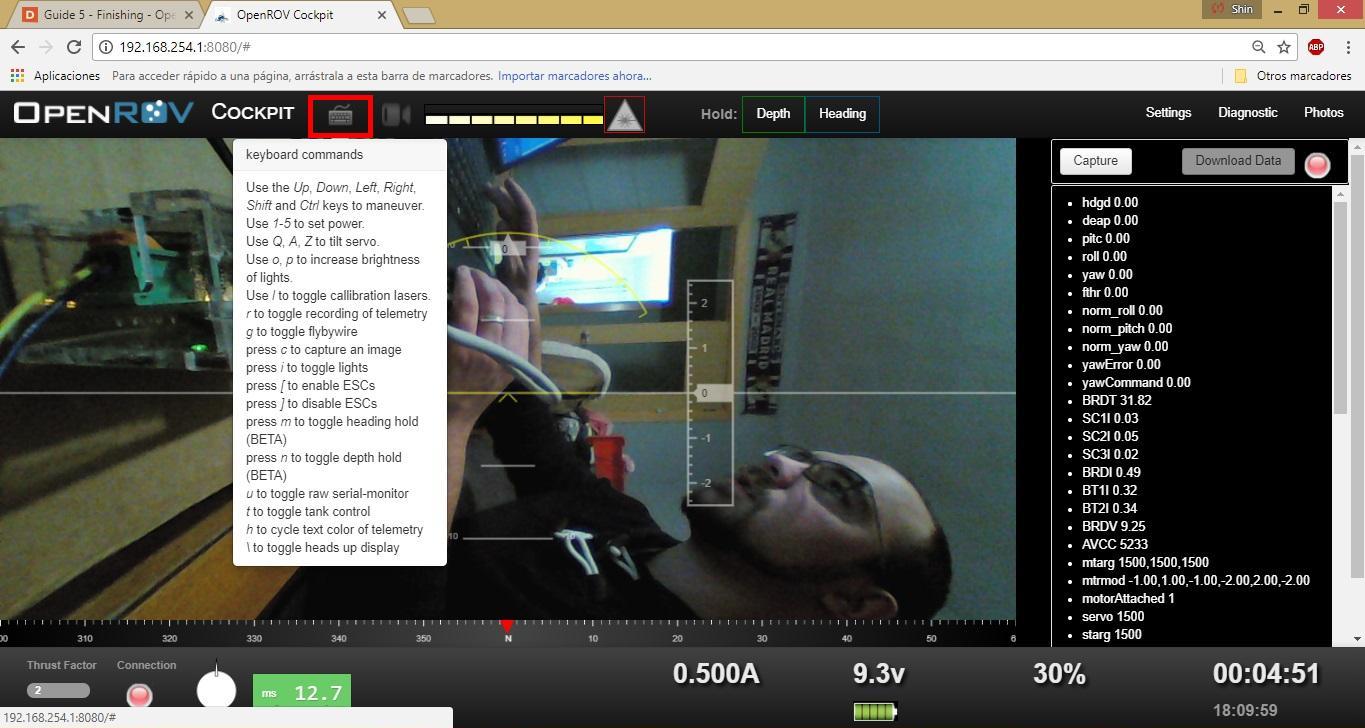 Guide 5 - Finishing - Ope
OpenROV Cockpit
Shin
192.168.254.1:8080/#
ABP
Aplicaciones
Para acceder rápido a una página, arrástrala a esta barra de marcadores.
Importar marcadores ahora...
Otros marcadores
OPENROV
COCKPIT
Hold:
Depth
Heading
Settings
Diagnostic
Photos
keyboard commands
Use the Up, Down, Left, Right,
Shift and Ctrl keys to maneuver.
Use 1-5 to set power.
Use Q, A, Z to tilt servo.
Use o, p to increase brightness
of lights.
Use l to toggle callibration lasers.
r to toggle recording of telemetry
g to toggle flybywire
press c to capture an image
press i to toggle lights
press [ to enable ESCs
press ] to disable ESCs
press m to toggle heading hold
(BETA)
press n to toggle depth hold
(BETA)
u to toggle raw serial-monitor
t to toggle tank control
h to cycle text color of telemetry
\ to toggle heads up display
0
0
10
10
2
1
0
-1
-2
REAL MADRID
Capture
Download Data
hdgd 0.00
deap 0.00
pitc 0.00
roll 0.00
yaw 0.00
fthr 0.00
norm_roll 0.00
norm_pitch 0.00
norm_yaw 0.00
yawError 0.00
yawCommand 0.00
BRDT 31.82
SC1I 0.03
SC2I 0.05
SC3I 0.02
BRDI 0.49
BT1I 0.32
BT2I 0.34
BRDV 9.25
AVCC 5233
mtarg 1500,1500,1500
mtrmod -1.00,1.00,-1.00,-2.00,2.00,-2.00
motorAttached 1
servo 1500
starg 1500
00 310 320 330 340 350 N 10 20 30 40 50 6
Thrust Factor
2
Connection
ms 12.7
0.500A
9.3v
30%
00:04:51
18:09:59
192.168.254.1:8080/#